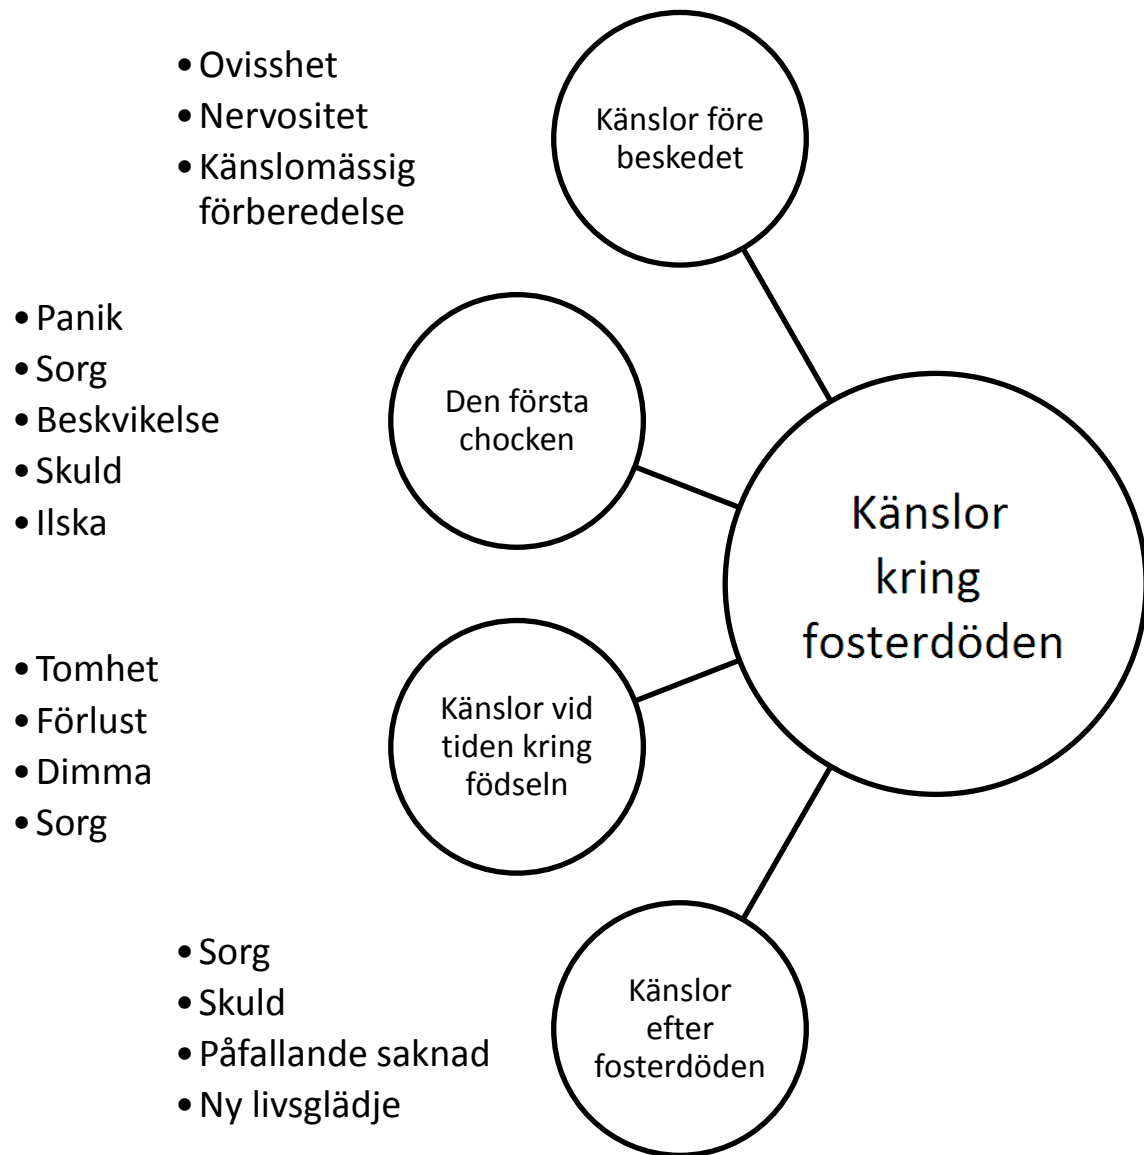 • Ovisshet
• Nervositet
• Känslomässig
förberedelse
Känslor före
beskedet
• Panik
• Sorg
• Beskvikelse
• Skuld
• Ilska
Den första
chocken
Känslor
kring
fosterdöden
• Tomhet
• Förlust
• Dimma
• Sorg
Känslor vid
tiden kring
födseln
• Sorg
• Skuld
• Påfallande saknad
• Ny livsglädje
Känslor
efter
fosterdöden